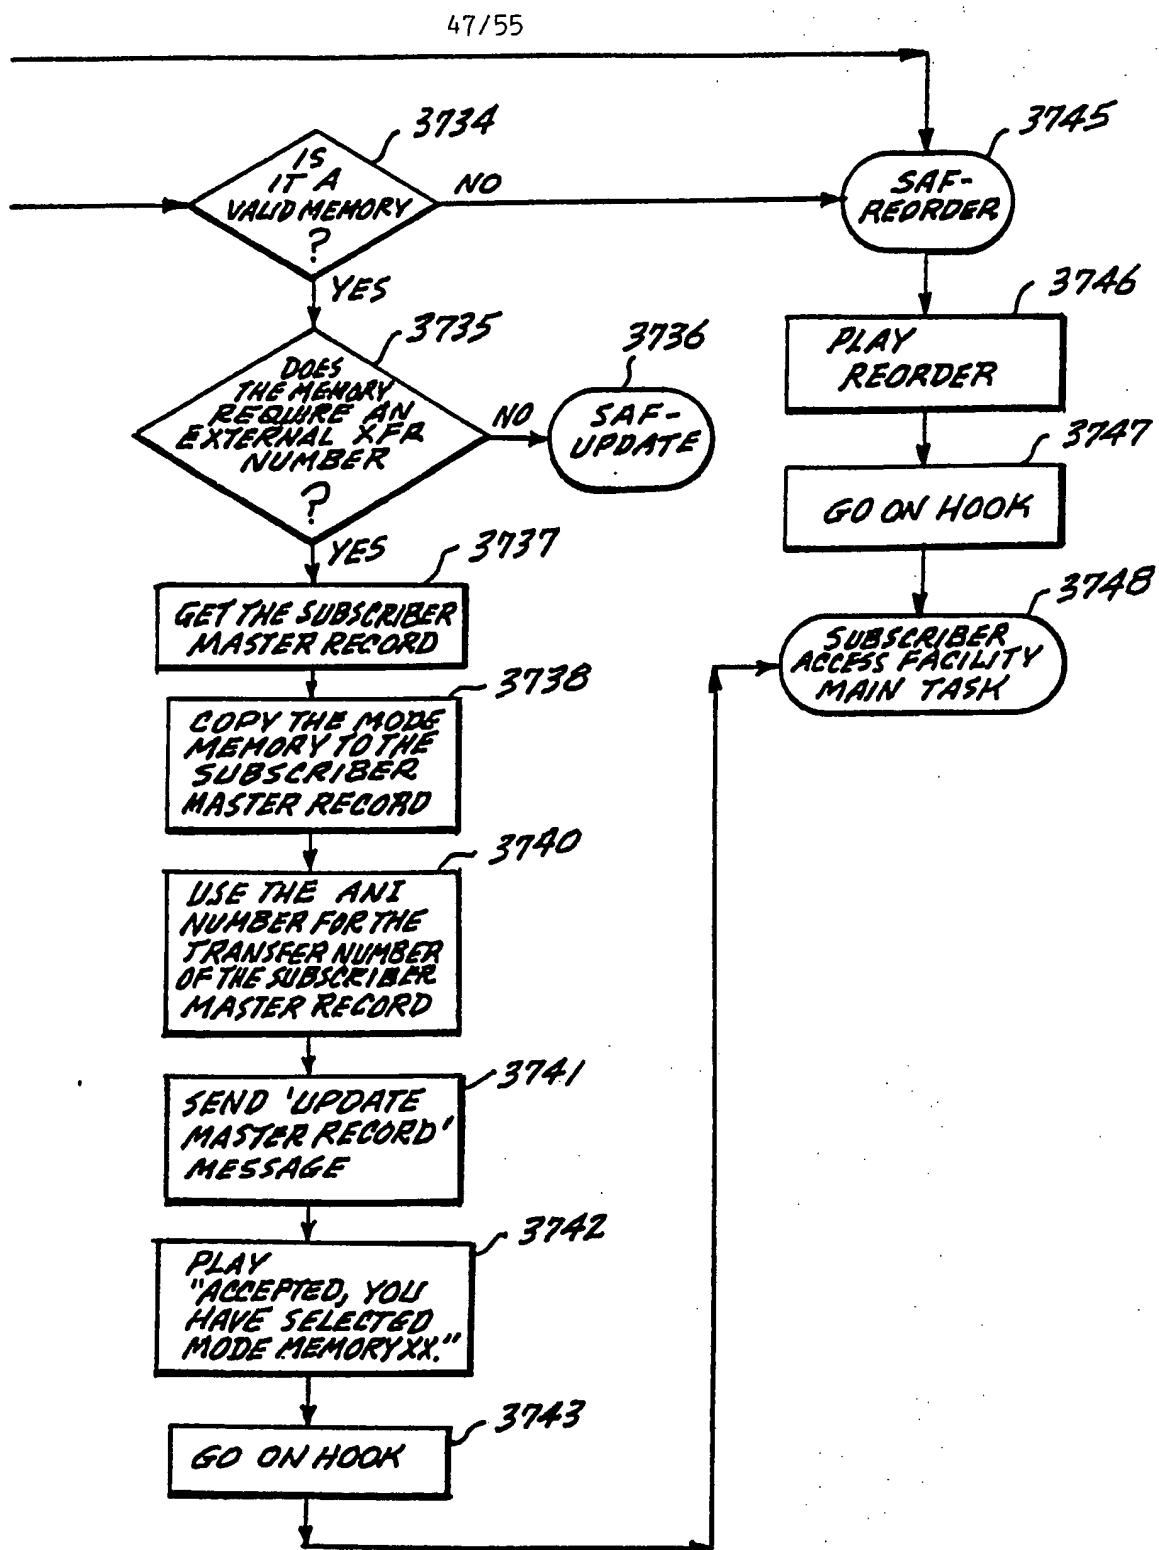 47/55
3734
IS
IT A
VALID MEMORY
?
NO
YES
3745
SAF-
REORDER
3746
PLAY
REORDER
3735
DOES
THE MEMORY
REQUIRE AN
EXTERNAL XFR
NUMBER
?
NO
YES
3736
SAF-
UPDATE
3747
GO ON HOOK
3737
GET THE SUBSCRIBER
MASTER RECORD
3748
SUBSCRIBER
ACCESS FACILITY
MAIN TASK
3738
COPY THE MODE
MEMORY TO THE
SUBSCRIBER
MASTER RECORD
3740
USE THE ANI
NUMBER FOR THE
TRANSFER NUMBER
OF THE SUBSCRIBER
MASTER RECORD
3741
SEND 'UPDATE
MASTER RECORD'
MESSAGE
3742
PLAY
"ACCEPTED, YOU
HAVE SELECTED
MODE MEMORY XX."
3743
GO ON HOOK